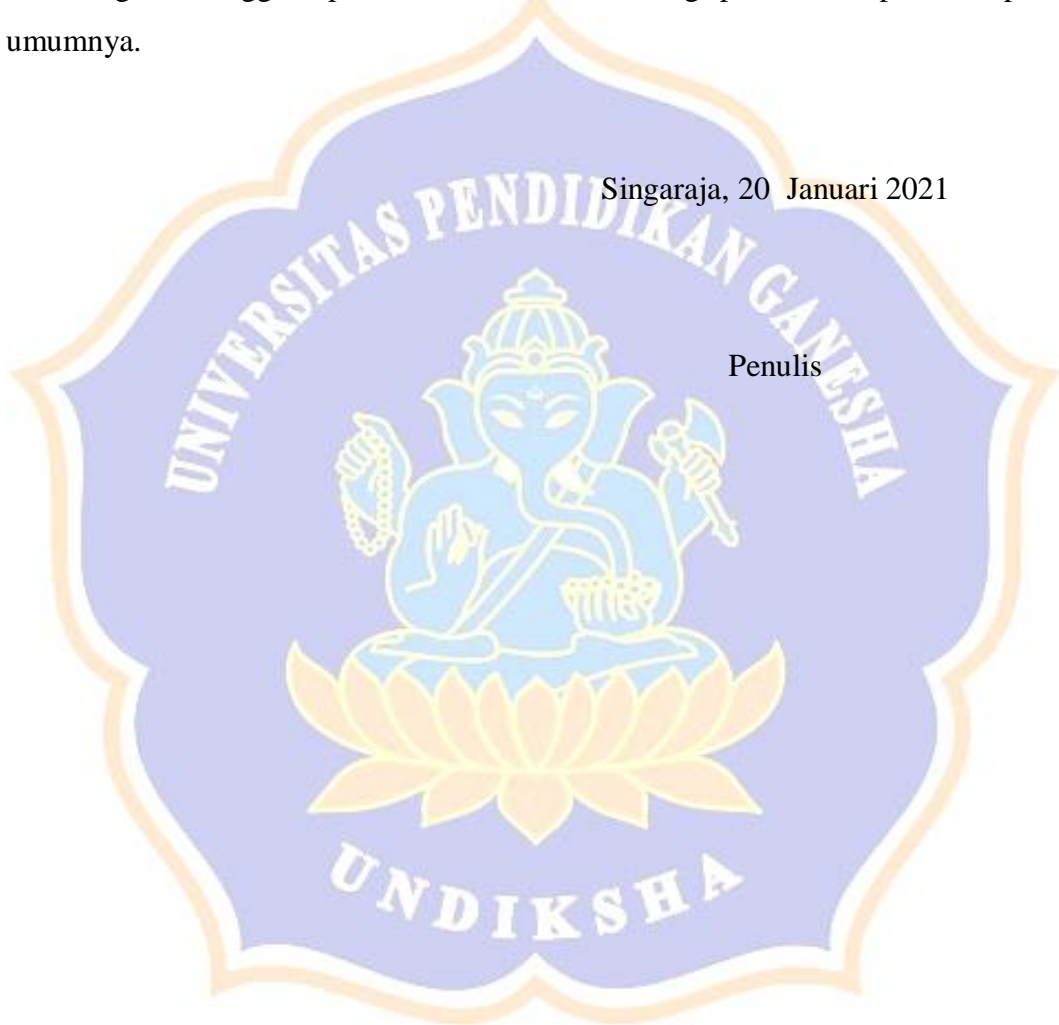 umumnya.
Singaraja, 20 Januari 2021
UNIVERSITAS PENDIDIKAN GANESHA
Penulis
UNDIKSHA